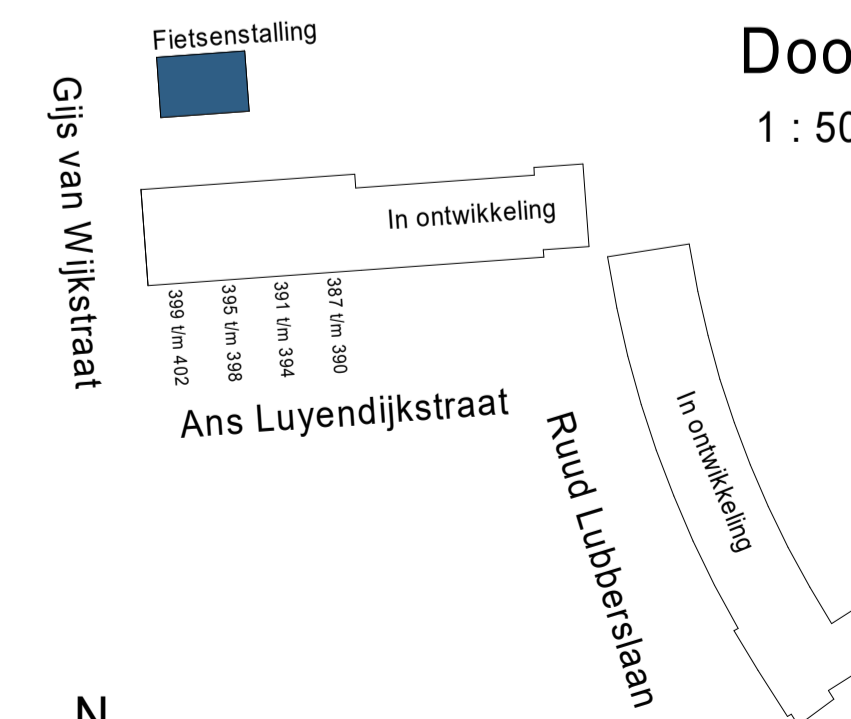 Fietsenstalling
Doo
1 : 50
Gijs van Wijkstraat
In ontwikkeling
399 t/m 402
395 t/m 398
391 t/m 394
387 t/m 390
Ans Luyendijkstraat
Ruud Lubberslaan
In ontwikkeling
N